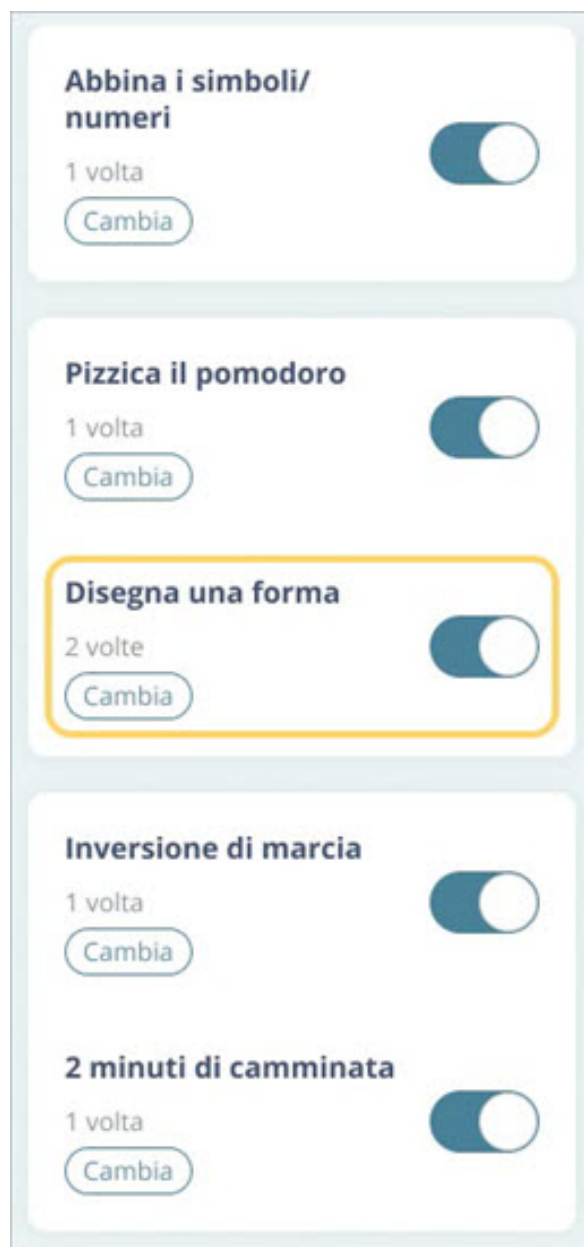 Abbina i simboli/
numeri
1 volta
Cambia
Pizzica il pomodoro
1 volta
Cambia
Disegna una forma
2 volte
Cambia
Inversione di marcia
1 volta
Cambia
2 minuti di camminata
1 volta
Cambia